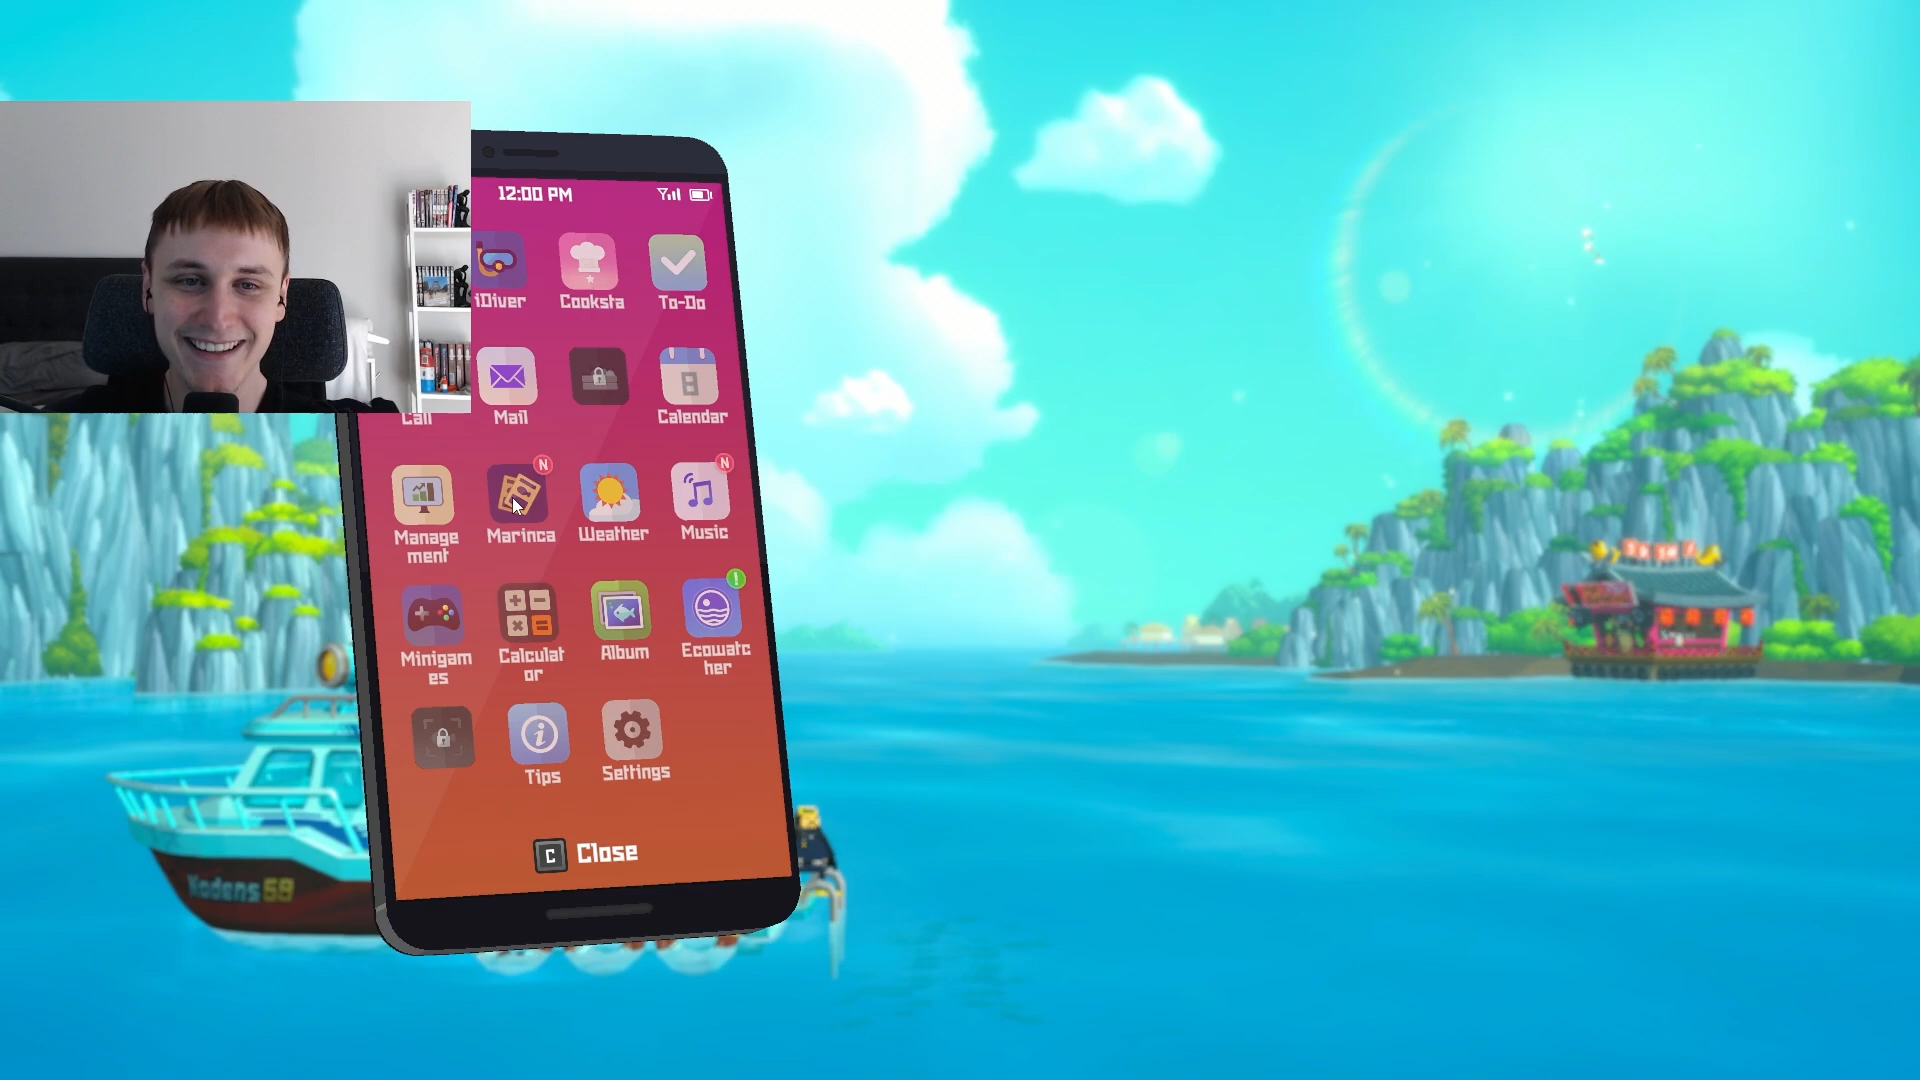 12:00 PM
iDiver
Cooksta
To-Do
Call
Mail
8
Calendar
Manage
ment
N
Marinca
Weather
N
Music
Minigam
es
Calculat
or
Album
!
Ecowatc
her
i
Tips
Settings
C Close
Kadens 59